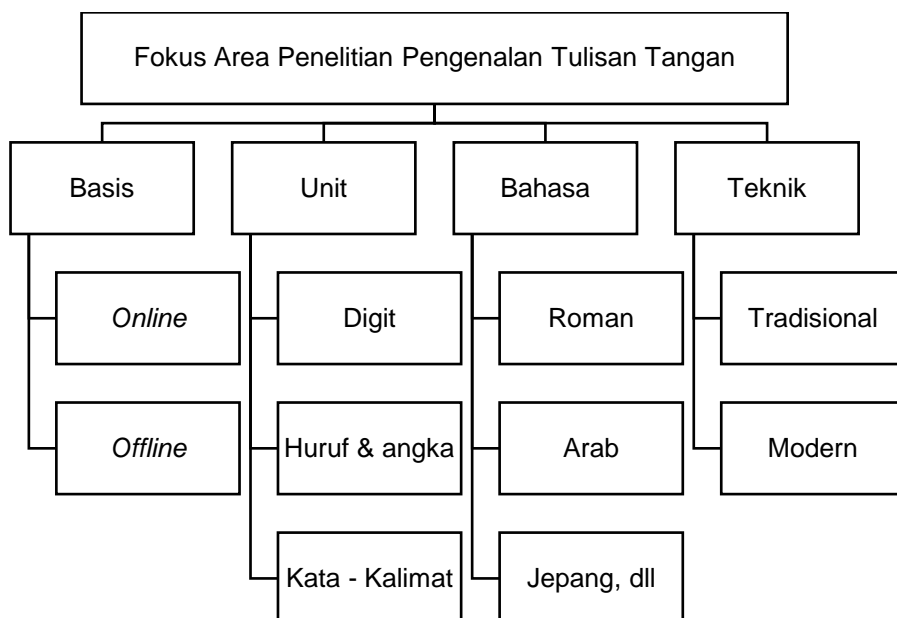 Fokus Area Penelitian Pengenalan Tulisan Tangan
Basis
Unit
Bahasa
Teknik
Online
Digit
Roman
Tradisional
Offline
Huruf & angka
Arab
Modern
Kata - Kalimat
Jepang, dll